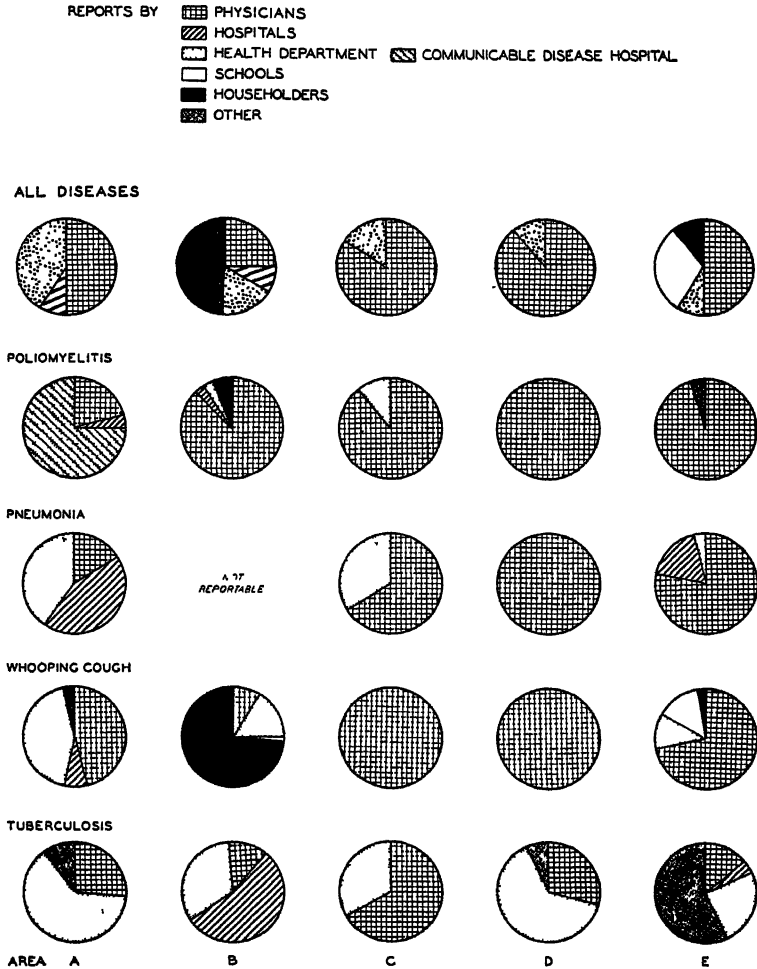 REPORTS BY PHYSICIANS
HOSPITALS
HEALTH DEPARTMENT COMMUNICABLE DISEASE HOSPITAL
SCHOOLS
HOUSEHOLDERS
OTHER
ALL DISEASES
POLIOMYELITIS
PNEUMONIA
NOT
REPORTABLE
WHOOPING COUGH
TUBERCULOSIS
AREA A B C D E